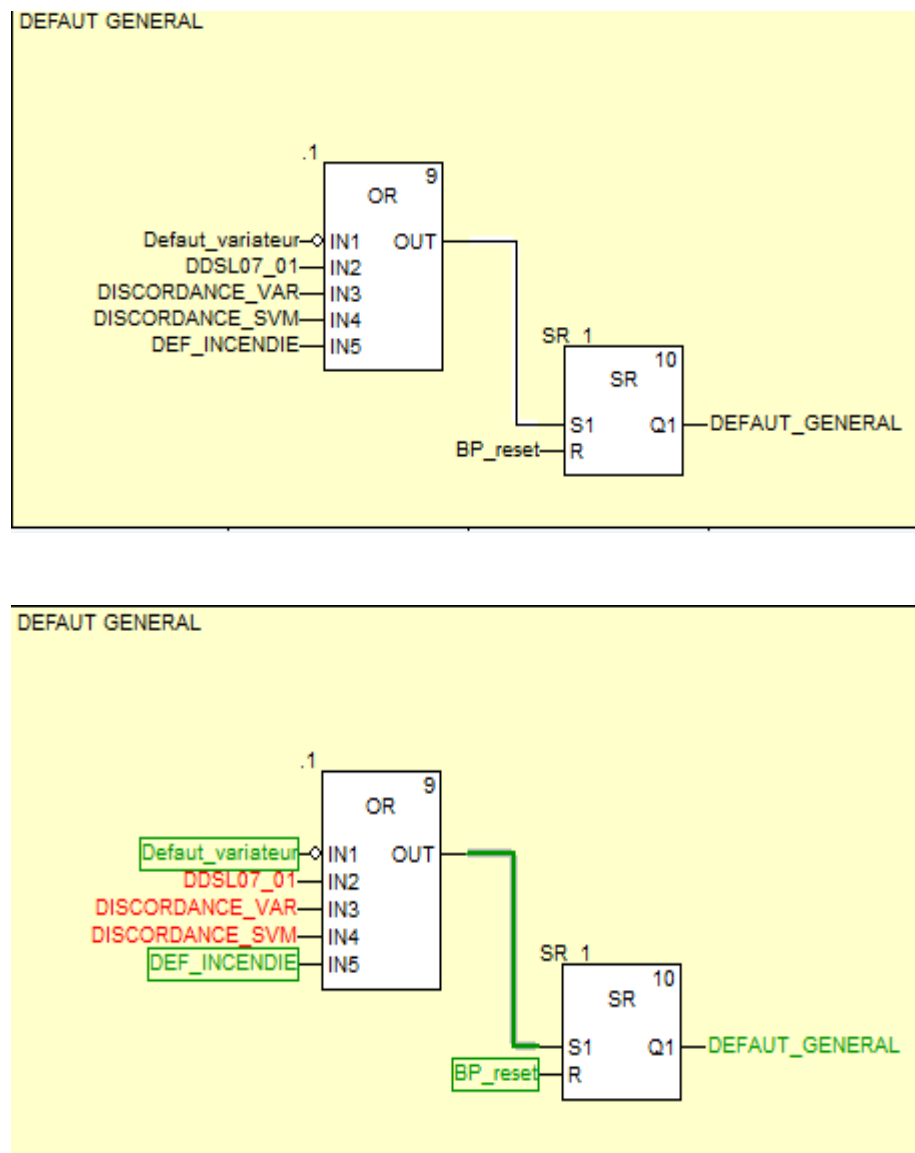 DEFAUT GENERAL
.1
9
OR
Defaut_variateur IN1 OUT
DDSL07_01 IN2
DISCORDANCE_VAR IN3
DISCORDANCE_SVM IN4
DEF_INCENDIE IN5
SR_1
10
SR
S1 Q1 DEFAUT_GENERAL
BP_reset R
DEFAUT GENERAL
.1
9
OR
Defaut_variateur IN1 OUT
DDSL07_01 IN2
DISCORDANCE_VAR IN3
DISCORDANCE_SVM IN4
DEF_INCENDIE IN5
SR_1
10
SR
S1 Q1 DEFAUT_GENERAL
BP_reset R